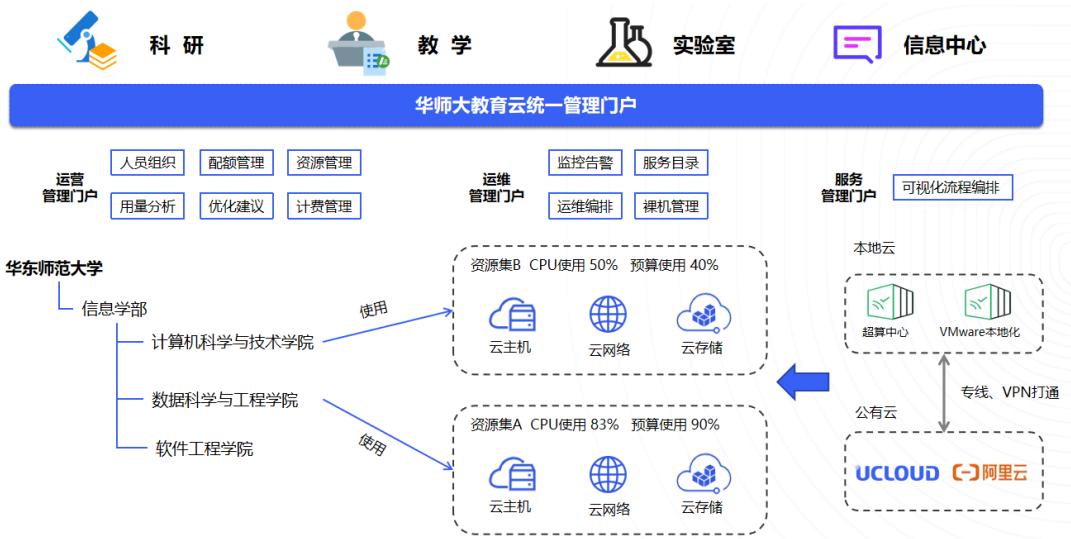 科 研
教 学
实验室
信息中心
华师大教育云统一管理门户
运营
管理门户
人员组织
配额管理
资源管理
用量分析
优化建议
计费管理
运维
管理门户
监控告警
服务目录
运维编排
裸机管理
服务
管理门户
可视化流程编排
华东师范大学
信息学部
计算机科学与技术学院
数据科学与工程学院
软件工程学院
使用
使用
资源集B CPU使用 50% 预算使用 40%
云主机
云网络
云存储
资源集A CPU使用 83% 预算使用 90%
云主机
云网络
云存储
本地云
超算中心
VMware本地化
专线、VPN打通
公有云
UCLOUD
阿里云